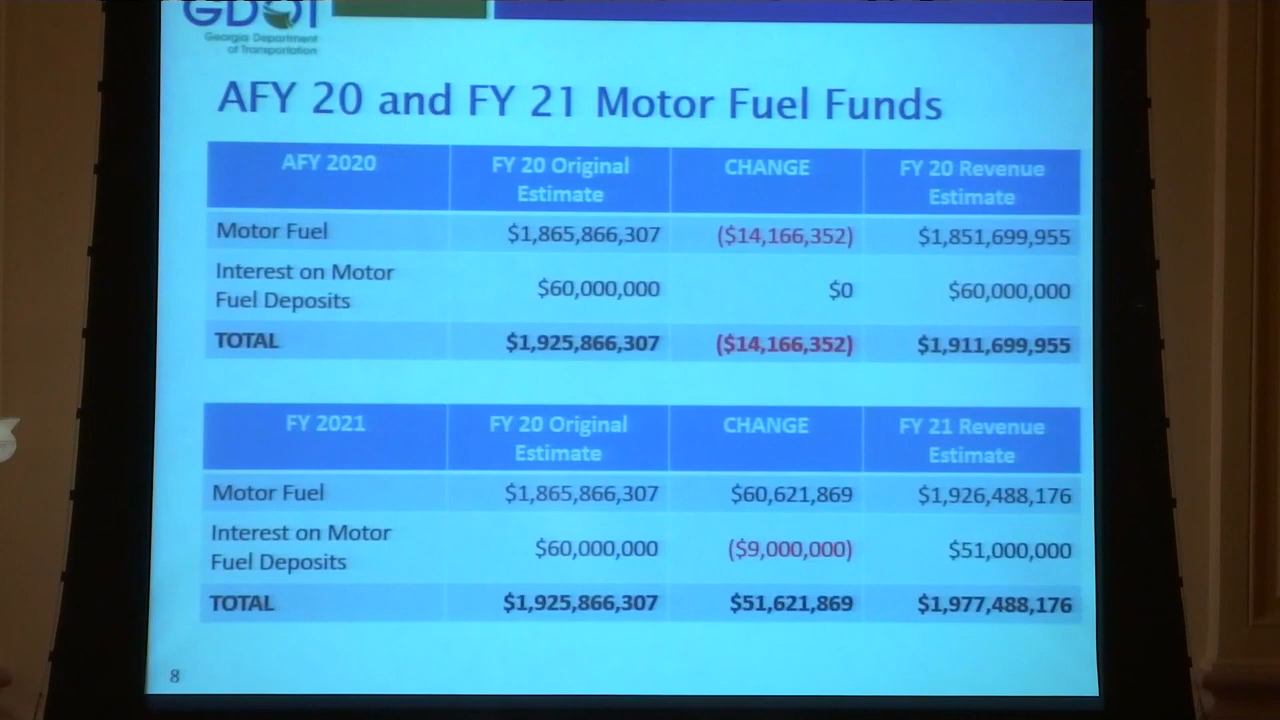 GDOT
Georgia Department
of Transportation
AFY 20 and FY 21 Motor Fuel Funds
AFY 2020 FY 20 Original Estimate CHANGE FY 20 Revenue Estimate
Motor Fuel $1,865,866,307 ($14,166,352) $1,851,699,955
Interest on Motor Fuel Deposits $60,000,000 $0 $60,000,000
TOTAL $1,925,866,307 ($14,166,352) $1,911,699,955
FY 2021 FY 20 Original Estimate CHANGE FY 21 Revenue Estimate
Motor Fuel $1,865,866,307 $60,621,869 $1,926,488,176
Interest on Motor Fuel Deposits $60,000,000 ($9,000,000) $51,000,000
TOTAL $1,925,866,307 $51,621,869 $1,977,488,176
8